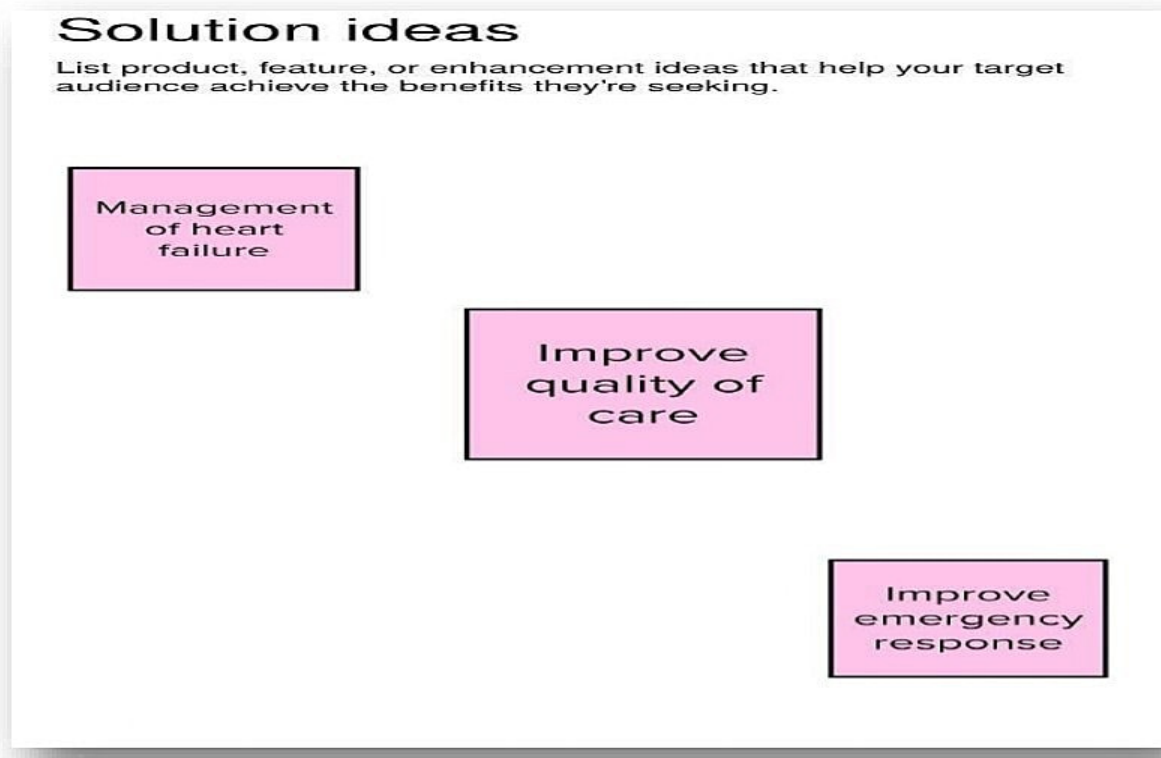 Solution ideas
List product, feature, or enhancement ideas that help your target
audience achieve the benefits they're seeking.
Management
of heart
failure
Improve
quality of
care
Improve
emergency
response